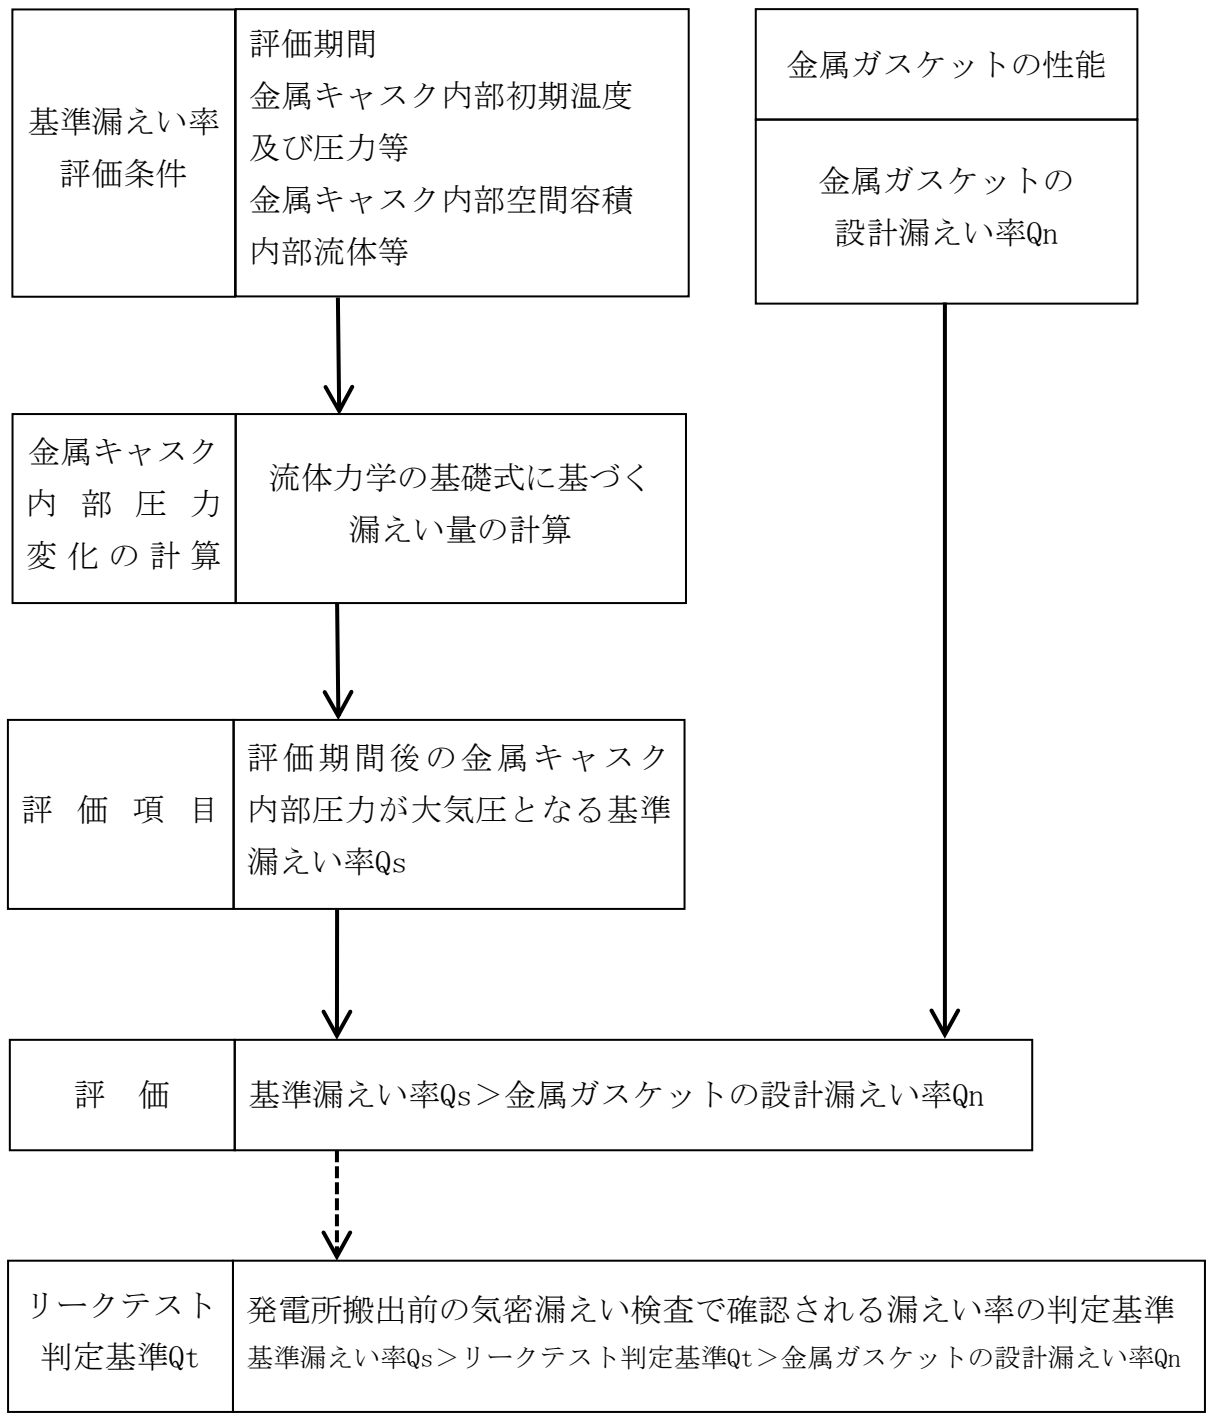 基準漏えい率
評価条件
評価期間
金属キャスク内部初期温度
及び圧力等
金属キャスク内部空間容積
内部流体等
金属ガスケットの性能
金属ガスケットの
設計漏えい率Qn
金属キャスク
内部圧力
変化の計算
流体力学の基礎式に基づく
漏えい量の計算
評価項目
評価期間後の金属キャスク
内部圧力が大気圧となる基準
漏えい率Qs
評価
基準漏えい率Qs＞金属ガスケットの設計漏えい率Qn
リークテスト
判定基準Qt
発電所搬出前の気密漏えい検査で確認される漏えい率の判定基準
基準漏えい率Qs＞リークテスト判定基準Qt＞金属ガスケットの設計漏えい率Qn